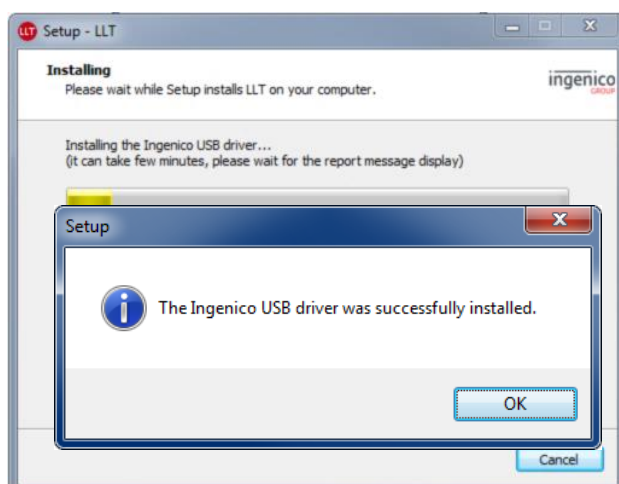 LLT Setup - LLT
Installing
Please wait while Setup installs LLT on your computer.
ingenico
GROUP
Installing the Ingenico USB driver...
(it can take few minutes, please wait for the report message display)
Setup
The Ingenico USB driver was successfully installed.
OK
Cancel